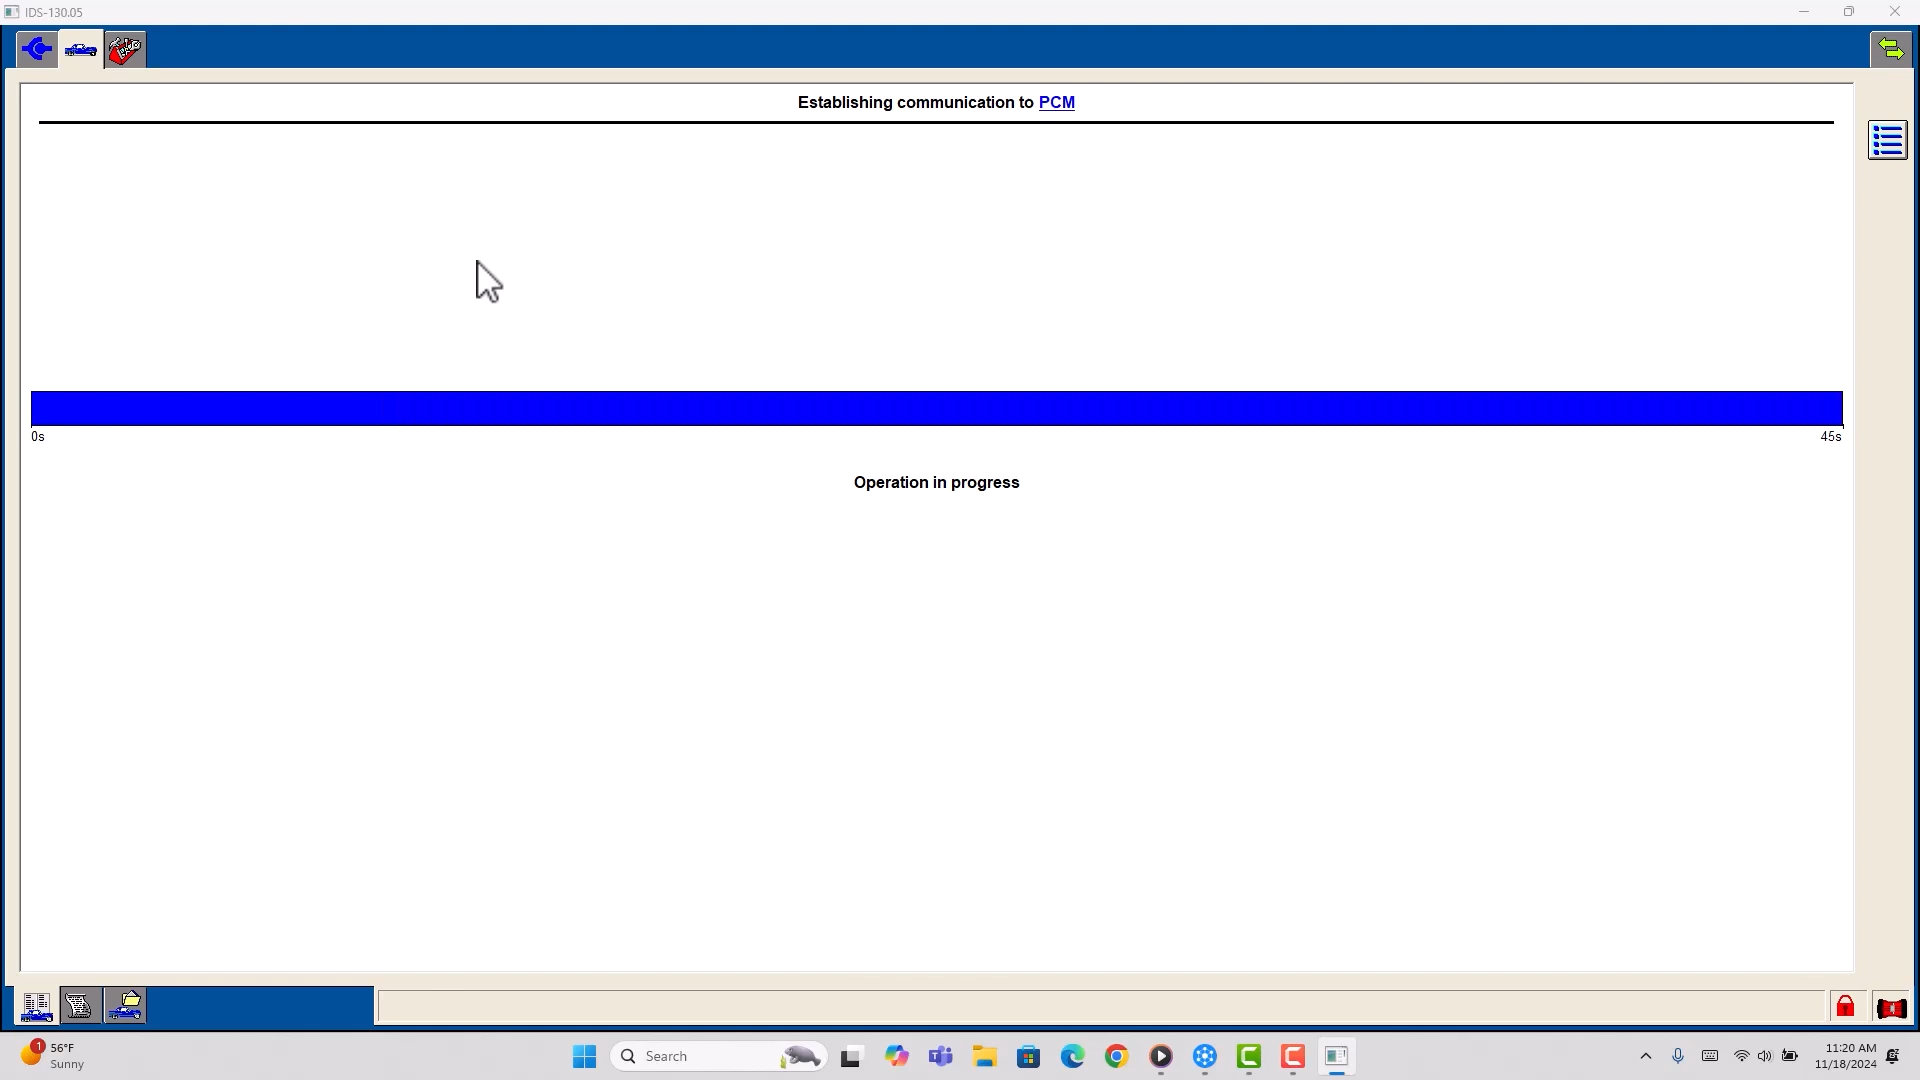 IDS-130.05
Establishing communication to PCM
0s
45s
Operation in progress
1
56°F
Sunny
Search
11:20 AM
11/18/2024